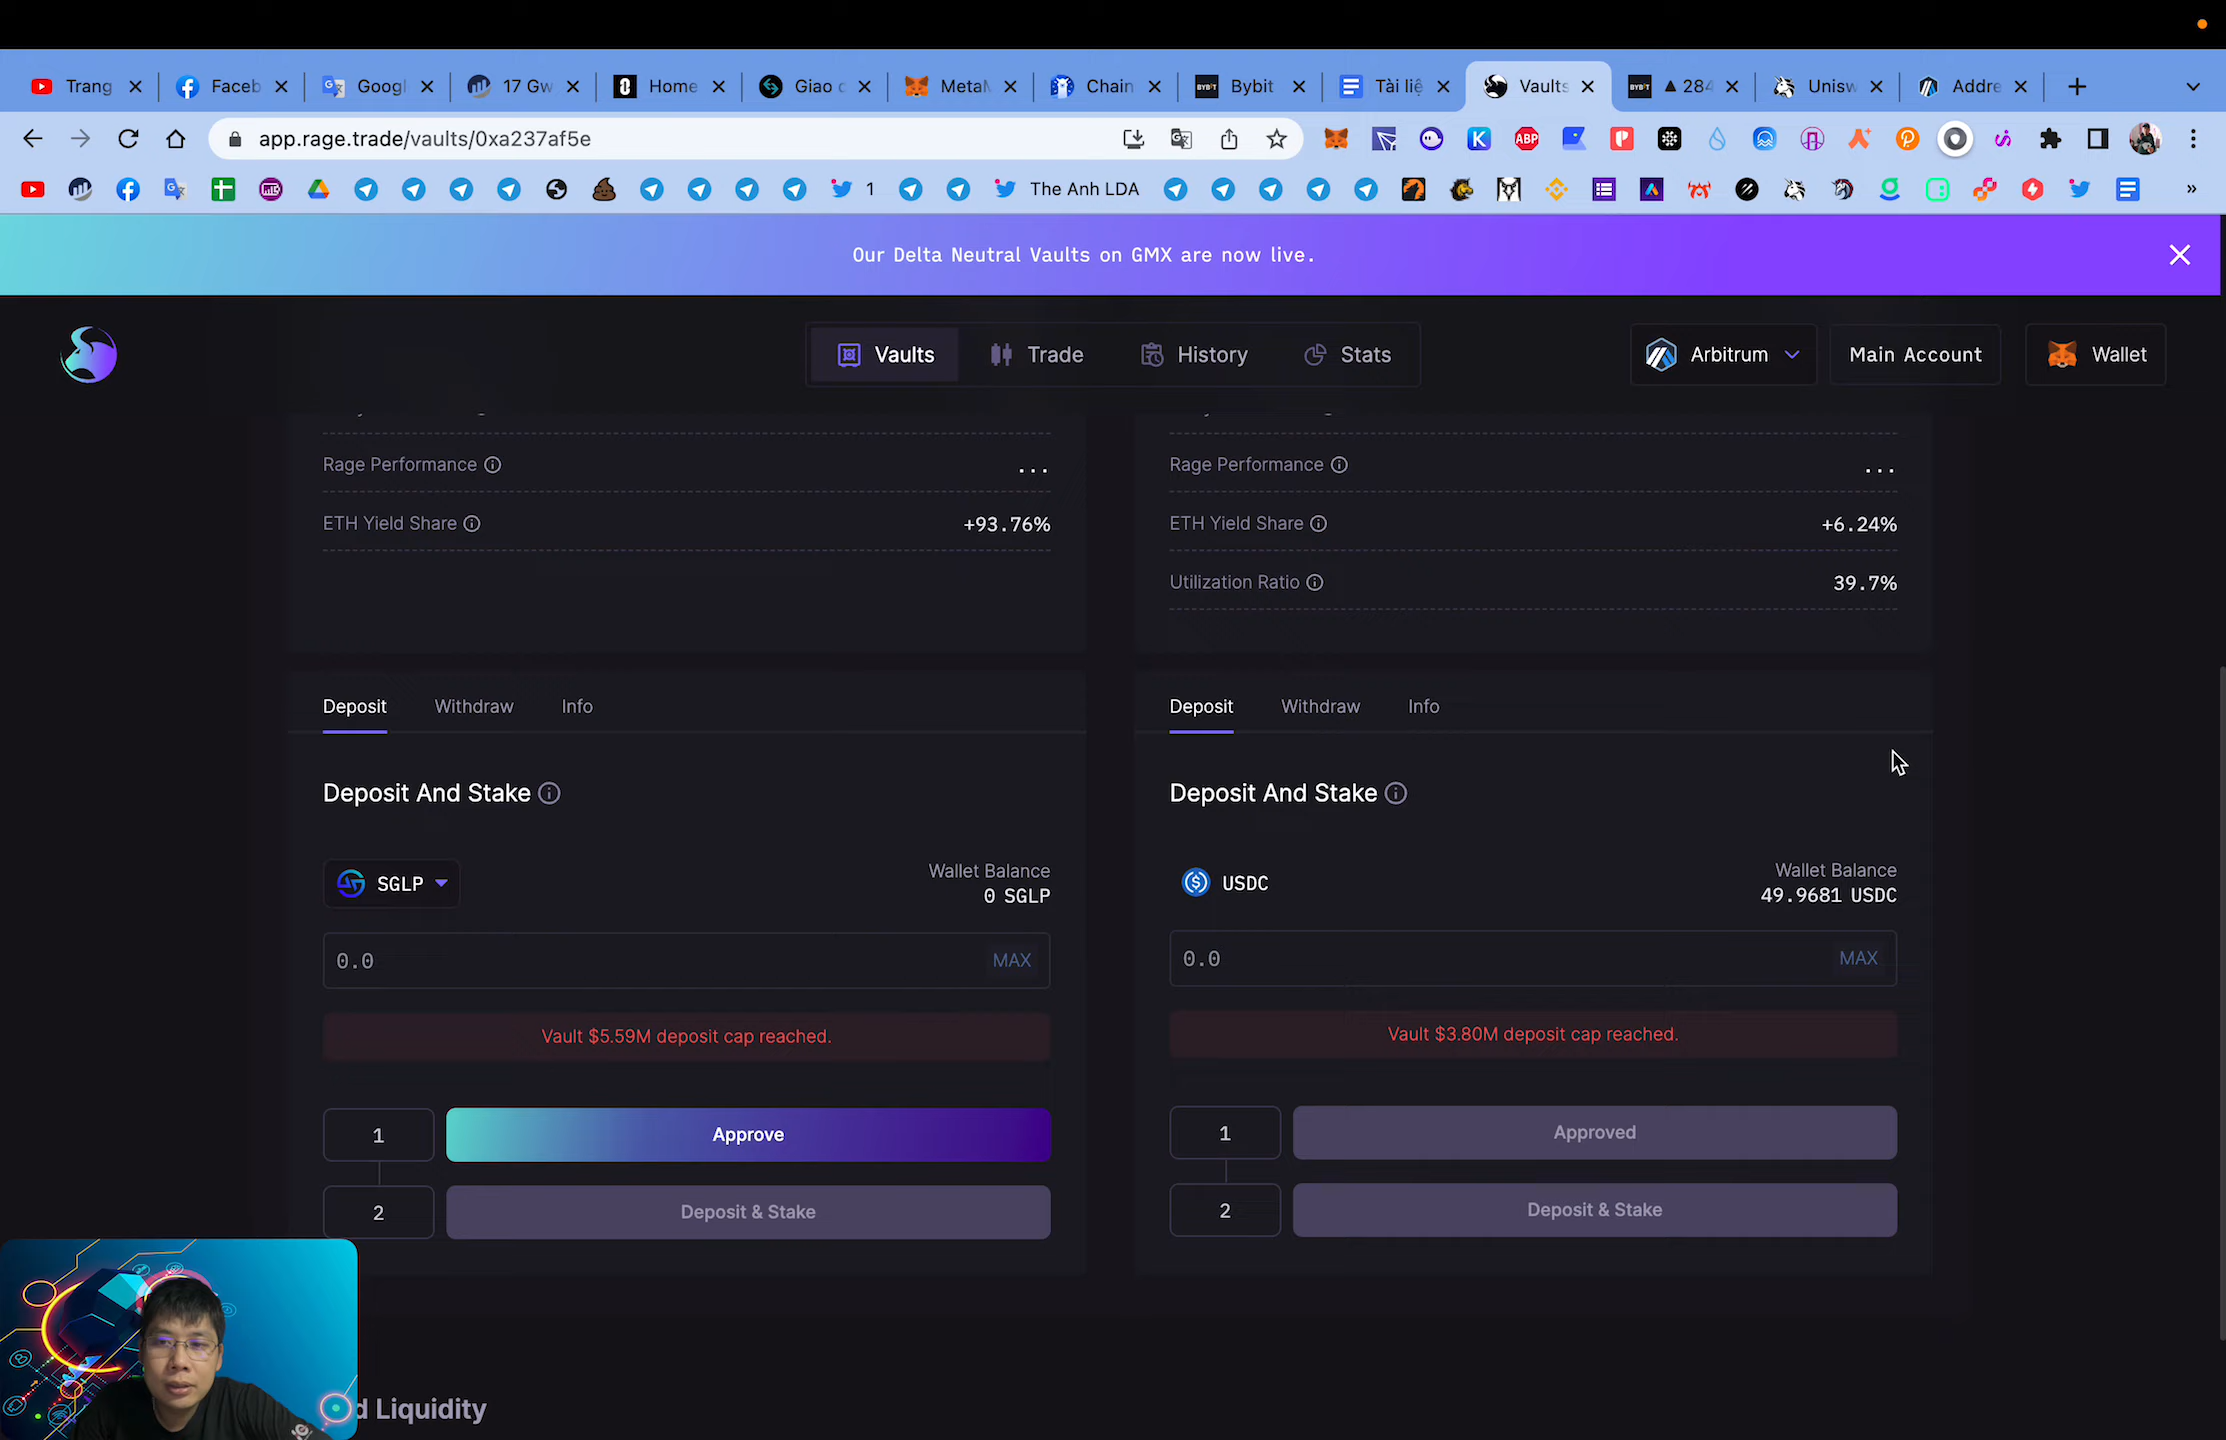 Trang
Faceb
Googl
17 Gw
Home
Giao d
MetaM
Chain
Bybit
Tài liệ
Vaults
▲ 284
Unisw
Addre
app.rage.trade/vaults/0xa237af5e
1
The Anh LDA
Our Delta Neutral Vaults on GMX are now live.
Vaults
Trade
History
Stats
Arbitrum
Main Account
Wallet
Rage Performance
...
ETH Yield Share
+93.76%
Rage Performance
...
ETH Yield Share
+6.24%
Utilization Ratio
39.7%
Deposit Withdraw Info
Deposit And Stake
SGLP
Wallet Balance
0 SGLP
0.0
MAX
Vault $5.59M deposit cap reached.
1
Approve
2
Deposit & Stake
Deposit Withdraw Info
Deposit And Stake
USDC
Wallet Balance
49.9681 USDC
0.0
MAX
Vault $3.80M deposit cap reached.
1
Approved
2
Deposit & Stake
d Liquidity